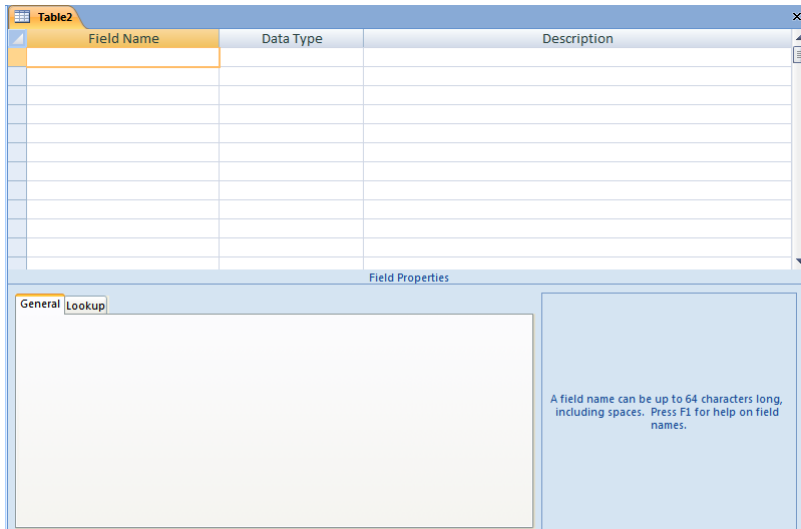 Table2
Field Name Data Type Description
Field Properties
General Lookup
A field name can be up to 64 characters long,
including spaces. Press F1 for help on field
names.